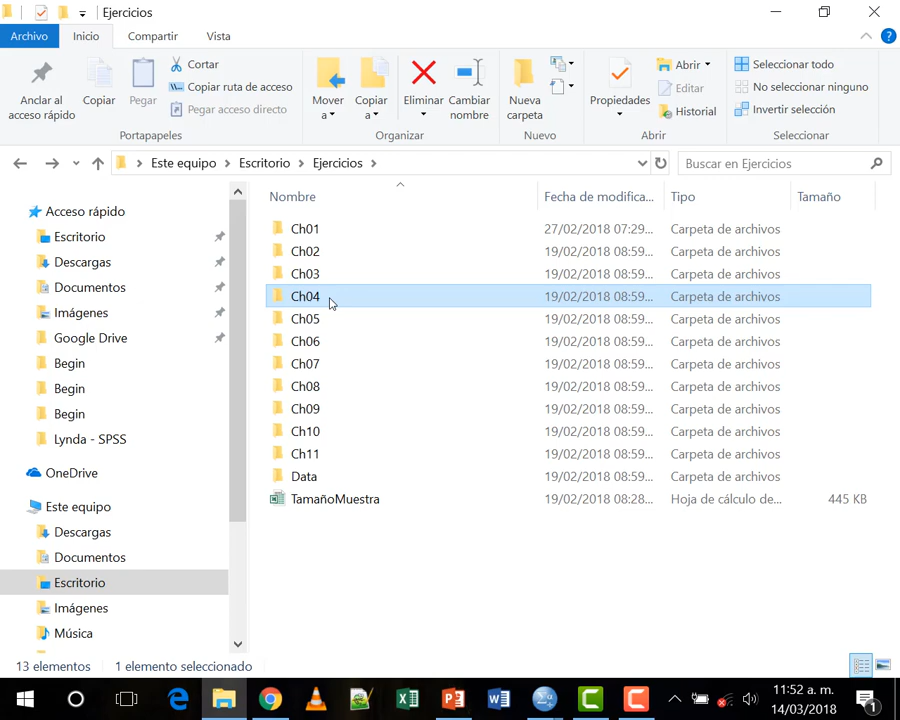 Ejercicios
Archivo Inicio Compartir Vista
Anclar al acceso rápido
Copiar
Pegar
Cortar
Copiar ruta de acceso
Pegar acceso directo
Portapapeles
Mover a
Copiar a
Eliminar
Cambiar nombre
Organizar
Nueva carpeta
Nuevo
Propiedades
Abrir
Editar
Historial
Abrir
Seleccionar todo
No seleccionar ninguno
Invertir selección
Seleccionar
Este equipo Escritorio Ejercicios
Buscar en Ejercicios
Acceso rápido
Escritorio
Descargas
Documentos
Imágenes
Google Drive
Begin
Begin
Begin
Lynda - SPSS
OneDrive
Este equipo
Descargas
Documentos
Escritorio
Imágenes
Música
Nombre Fecha de modifica... Tipo Tamaño
Ch01 27/02/2018 07:29... Carpeta de archivos
Ch02 19/02/2018 08:59... Carpeta de archivos
Ch03 19/02/2018 08:59... Carpeta de archivos
Ch04 19/02/2018 08:59... Carpeta de archivos
Ch05 19/02/2018 08:59... Carpeta de archivos
Ch06 19/02/2018 08:59... Carpeta de archivos
Ch07 19/02/2018 08:59... Carpeta de archivos
Ch08 19/02/2018 08:59... Carpeta de archivos
Ch09 19/02/2018 08:59... Carpeta de archivos
Ch10 19/02/2018 08:59... Carpeta de archivos
Ch11 19/02/2018 08:59... Carpeta de archivos
Data 19/02/2018 08:59... Carpeta de archivos
TamañoMuestra 19/02/2018 08:28... Hoja de cálculo de... 445 KB
13 elementos 1 elemento seleccionado
11:52 a. m.
14/03/2018
1